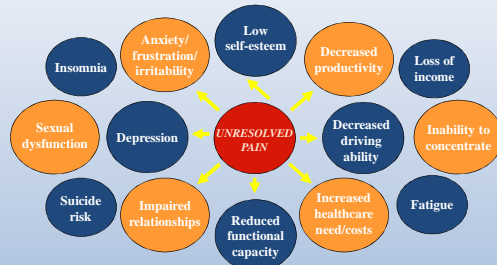 Low
self-esteem
Anxiety/
frustration/
irritability
Decreased
productivity
Insomnia
Loss of
income
Sexual
dysfunction
Depression
UNRESOLVED
PAIN
Decreased
driving
ability
Inability to
concentrate
Suicide
risk
Impaired
relationships
Reduced
functional
capacity
Increased
healthcare
need/costs
Fatigue